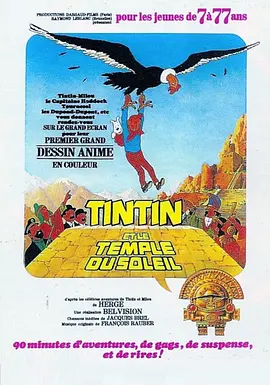 PRODUCTIONS DARGAUD-FILMS (Paris)
RAYMOND LEBLANC (Bruxelles)
présentent
pour les jeunes de 7 à 77 ans
Tintin-Milou
le Capitaine Haddock
Tournesol
les Dupond-Dupont, etc
vous donnent
rendez-vous
SUR LE GRAND ECRAN
pour leur
PREMIER GRAND
DESSIN ANIME
EN COULEUR
TINTIN
ET LE
TEMPLE
DU SOLEIL
d'après les célèbres aventures de Tintin et Milou
de HERGÉ
Une réalisation BELVISION
Chansons inédites de JACQUES BREL
Musique originale de FRANÇOIS RAUBER
90 minutes d'aventures, de gags, de suspense,
et de rires!